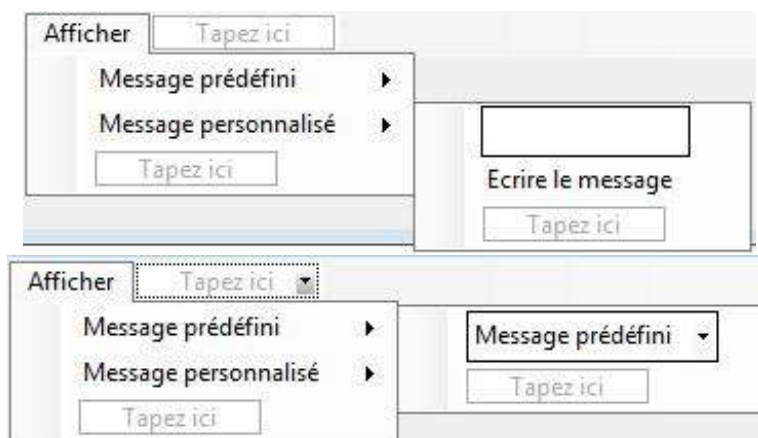 Afficher Tapez ici
Message prédéfini
Message personnalisé
Tapez ici
Ecrire le message
Tapez ici
Afficher Tapez ici
Message prédéfini
Message personnalisé
Tapez ici
Message prédéfini
Tapez ici